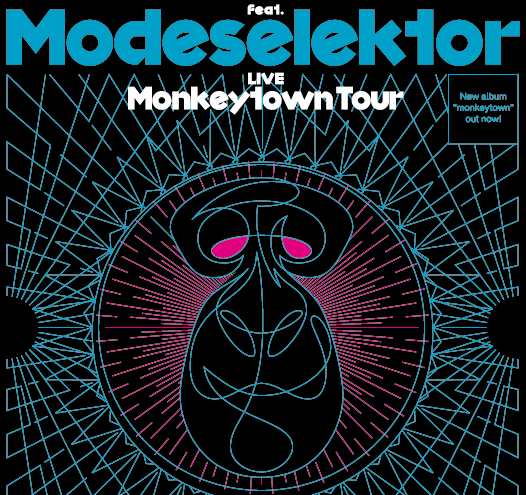 feat.
Modeselektor
LIVE
Monkeytown Tour
New album
"monkeytown"
out now!